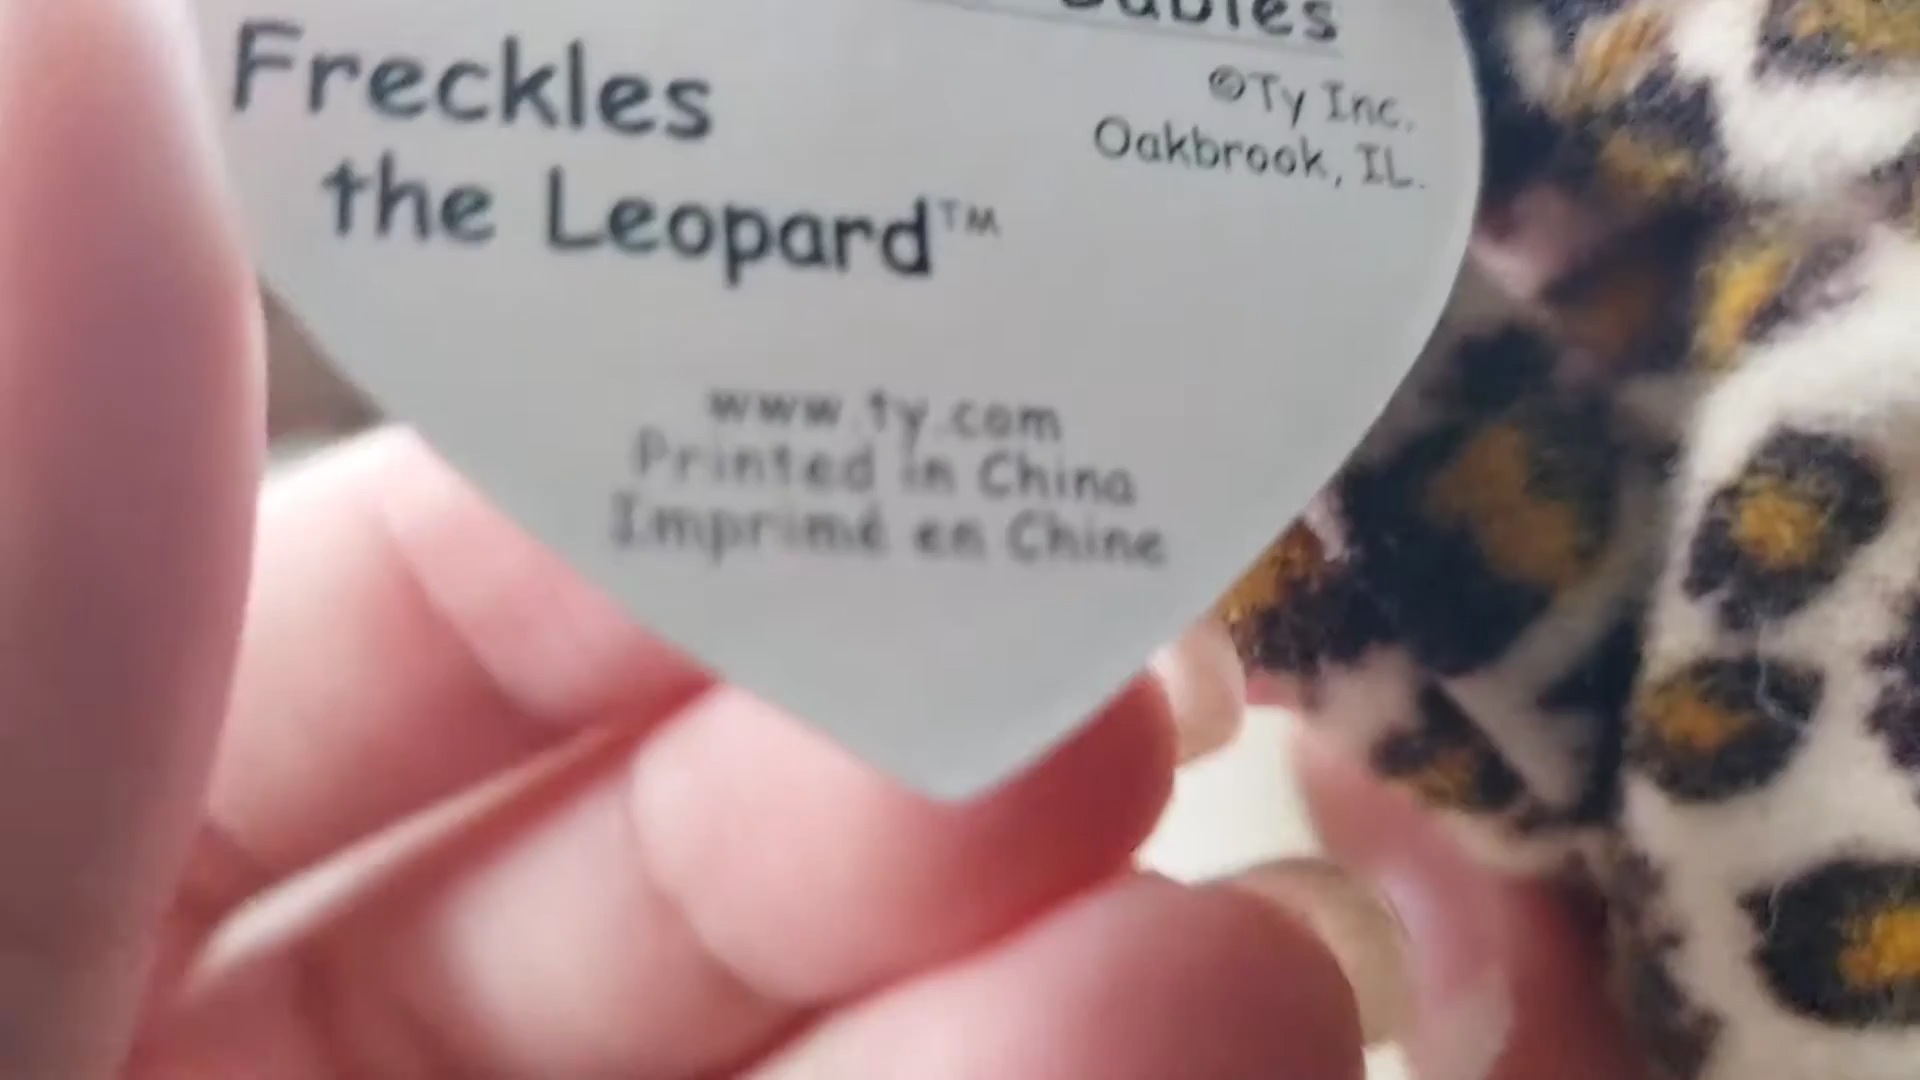 Freckles
the Leopard™
©Ty Inc.
Oakbrook, IL.
www.ty.com
Printed in China
Imprimé en Chine